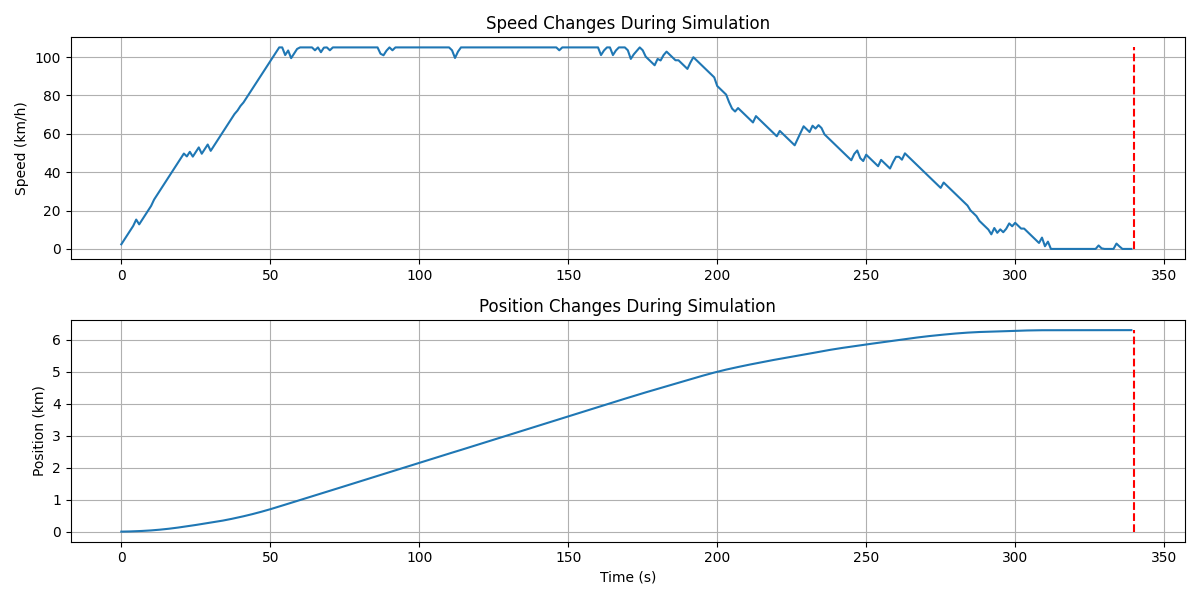 Speed Changes During Simulation
Speed (km/h)
100
80
60
40
20
0
0 50 100 150 200 250 300 350
Position Changes During Simulation
Position (km)
6
5
4
3
2
1
0
0 50 100 150 200 250 300 350
Time (s)